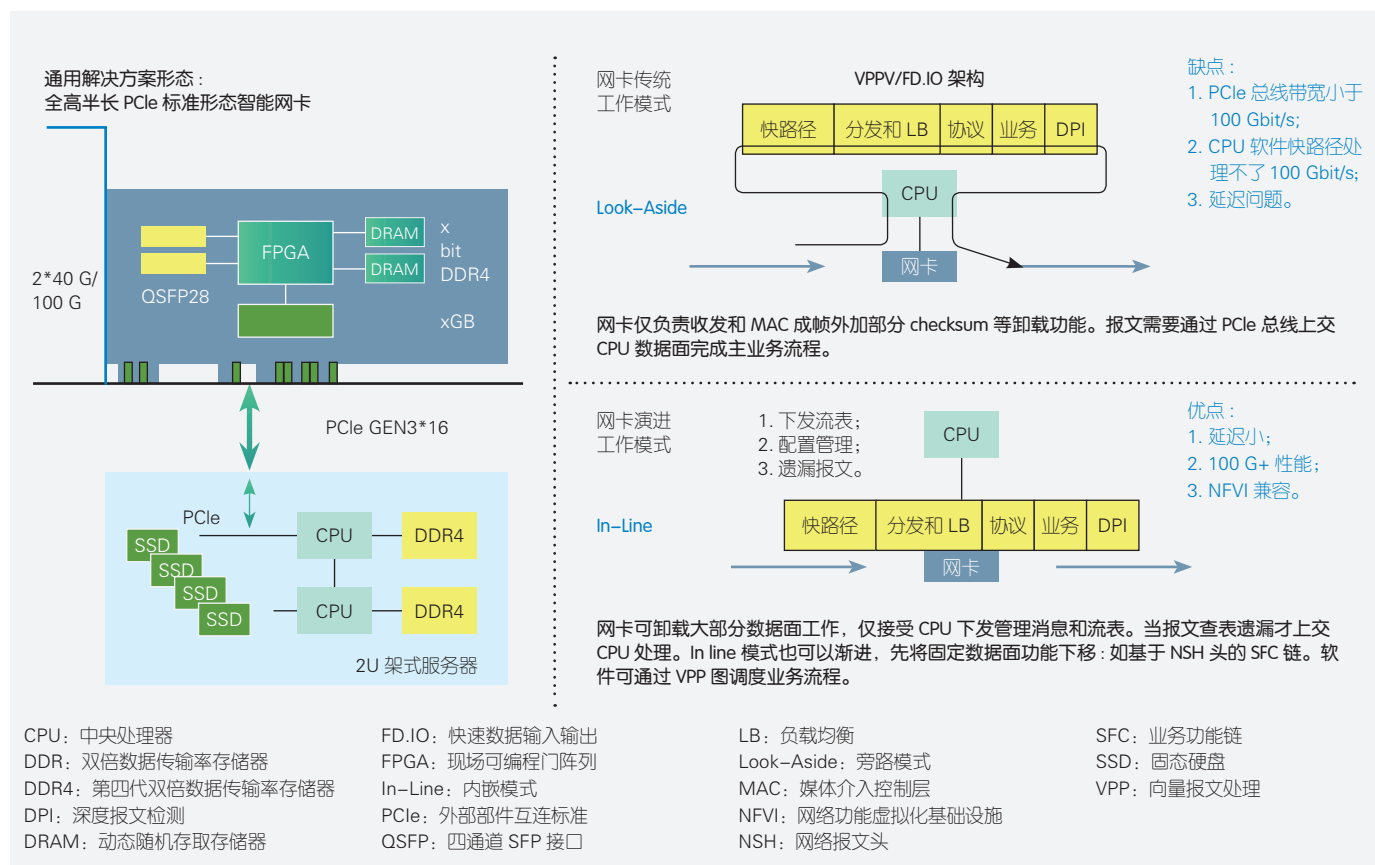 通用解决方案形态：
全高半长 PCIe 标准形态智能网卡
2*40 G/
100 G
QSFP28
FPGA
DRAM
DRAM
x
bit
DDR4
xGB
PCIe GEN3*16
PCIe
SSD
SSD
SSD
SSD
CPU
DDR4
CPU
DDR4
2U 架式服务器
网卡传统
工作模式
VPPV/FD.IO 架构
快路径
分发和 LB
协议
业务
DPI
CPU
Look-Aside
网卡
缺点：
1. PCIe 总线带宽小于
100 Gbit/s;
2. CPU 软件快路径处
理不了 100 Gbit/s;
3. 延迟问题。
网卡仅负责收发和 MAC 成帧外加部分 checksum 等卸载功能。报文需要通过 PCIe 总线上交
CPU 数据面完成主业务流程。
网卡演进
工作模式
1. 下发流表；
2. 配置管理；
3. 遗漏报文。
CPU
优点：
1. 延迟小；
2. 100 G+ 性能；
3. NFVI 兼容。
In-Line
快路径
分发和 LB
协议
业务
DPI
网卡
网卡可卸载大部分数据面工作，仅接受 CPU 下发管理消息和流表。当报文查表遗漏才上交
CPU 处理。In line 模式也可以渐进，先将固定数据面功能下移：如基于 NSH 头的 SFC 链。软
件可通过 VPP 图调度业务流程。
CPU：中央处理器
DDR：双倍数据传输率存储器
DDR4：第四代双倍数据传输率存储器
DPI：深度报文检测
DRAM：动态随机存取存储器
FD.IO：快速数据输入输出
FPGA：现场可编程门阵列
In-Line：内嵌模式
PCIe：外部部件互连标准
QSFP：四通道 SFP 接口
LB：负载均衡
Look-Aside：旁路模式
MAC：媒体介入控制层
NFVI：网络功能虚拟化基础设施
NSH：网络报文头
SFC：业务功能链
SSD：固态硬盘
VPP：向量报文处理